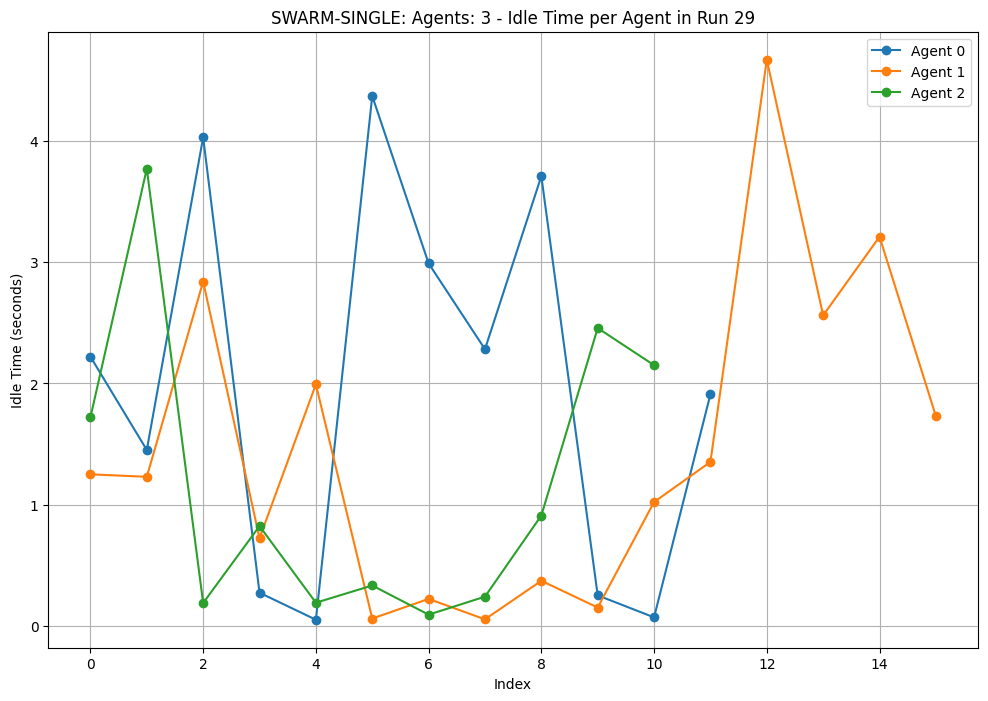 SWARM-SINGLE: Agents: 3 - Idle Time per Agent in Run 29
Agent 0
Agent 1
Agent 2
Idle Time (seconds)
4
3
2
1
0
0 2 4 6 8 10 12 14
Index